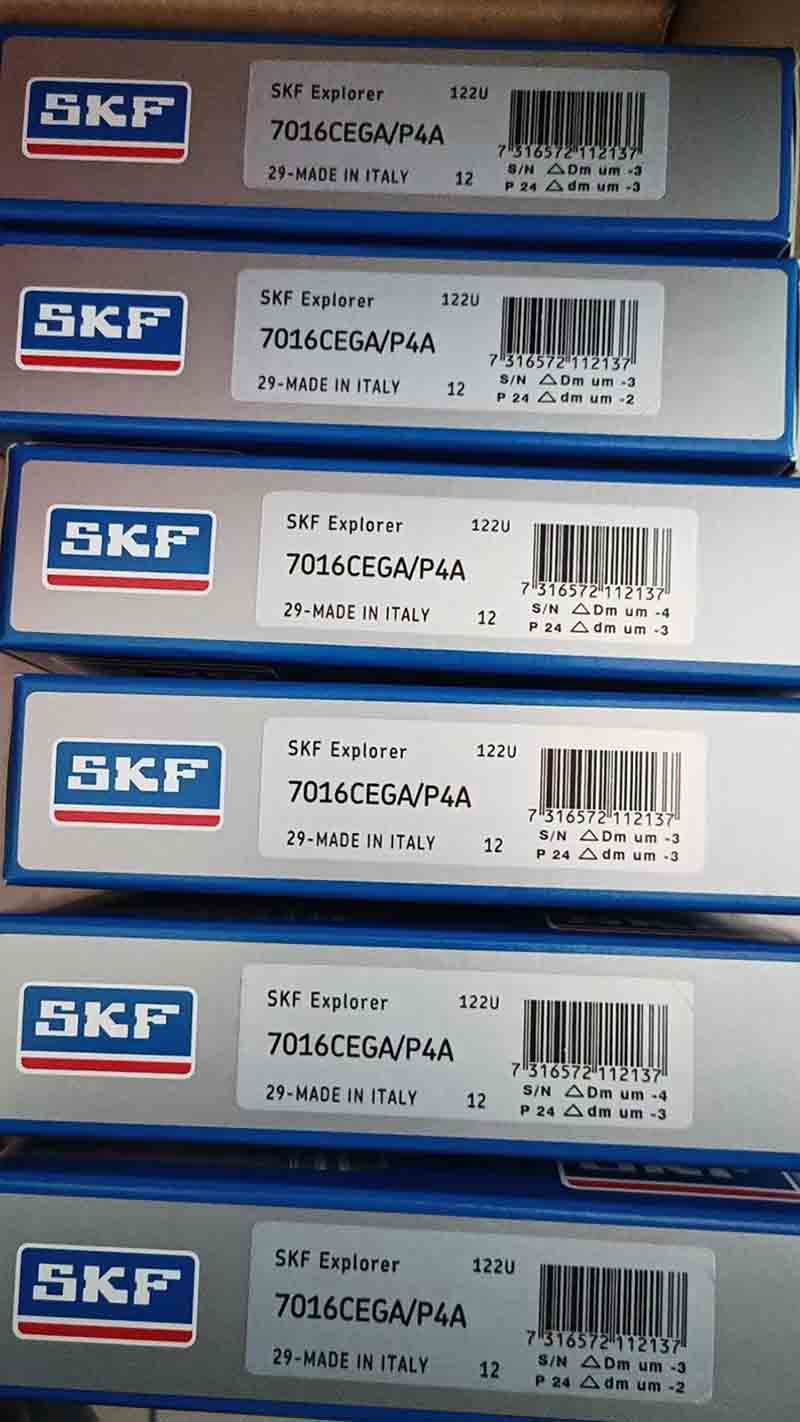 SKF
SKF Explorer 122U
7016CEGA/P4A
7 316572 112137
29-MADE IN ITALY 12
S/N △Dm um -3
P 24 △dm um -3
SKF
SKF Explorer 122U
7016CEGA/P4A
7 316572 112137
29-MADE IN ITALY 12
S/N △Dm um -3
P 24 △dm um -2
SKF
SKF Explorer 122U
7016CEGA/P4A
7 316572 112137
29-MADE IN ITALY 12
S/N △Dm um -4
P 24 △dm um -3
SKF
SKF Explorer 122U
7016CEGA/P4A
7 316572 112137
29-MADE IN ITALY 12
S/N △Dm um -3
P 24 △dm um -3
SKF
SKF Explorer 122U
7016CEGA/P4A
7 316572 112137
29-MADE IN ITALY 12
S/N △Dm um -4
P 24 △dm um -3
SKF
SKF Explorer 122U
7016CEGA/P4A
7 316572 112137
29-MADE IN ITALY 12
S/N △Dm um -3
P 24 △dm um -2